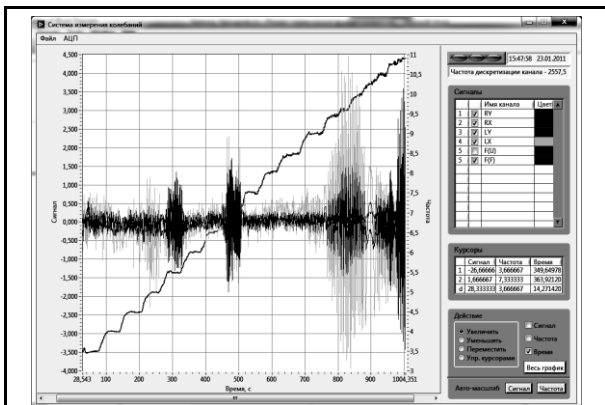 Система измерения колебаний
Файл АЦП
15:47:58 23.01.2011
Частота дискретизации канала - 2557,5
Сигналы
Имя канала Цвет
1 RY
2 RX
3 LY
4 LX
5 F(U)
5 F(F)
Курсоры
Сигнал Частота Время
1 -26,66666 3,666667 349,64978
2 1,666667 7,333333 363,92120
d 28,333333 3,666667 14,271420
Действие
Увеличить
Уменьшить
Переместить
Упр. курсорами
Сигнал
Частота
Время
Весь график
Авто-масштаб Сигнал Частота
4,500
4,000
3,500
3,000
2,500
2,000
1,500
1,000
0,500
0,000
-0,500
-1,000
-1,500
-2,000
-2,500
-3,000
-3,500
-4,000
Сигнал
11
10,5
10
9,5
9
8,5
8
7,5
7
6,5
6
5,5
5
4,5
4
3,5
3
Частота
28,543 100 200 300 400 500 600 700 800 900 1004,351
Время, с